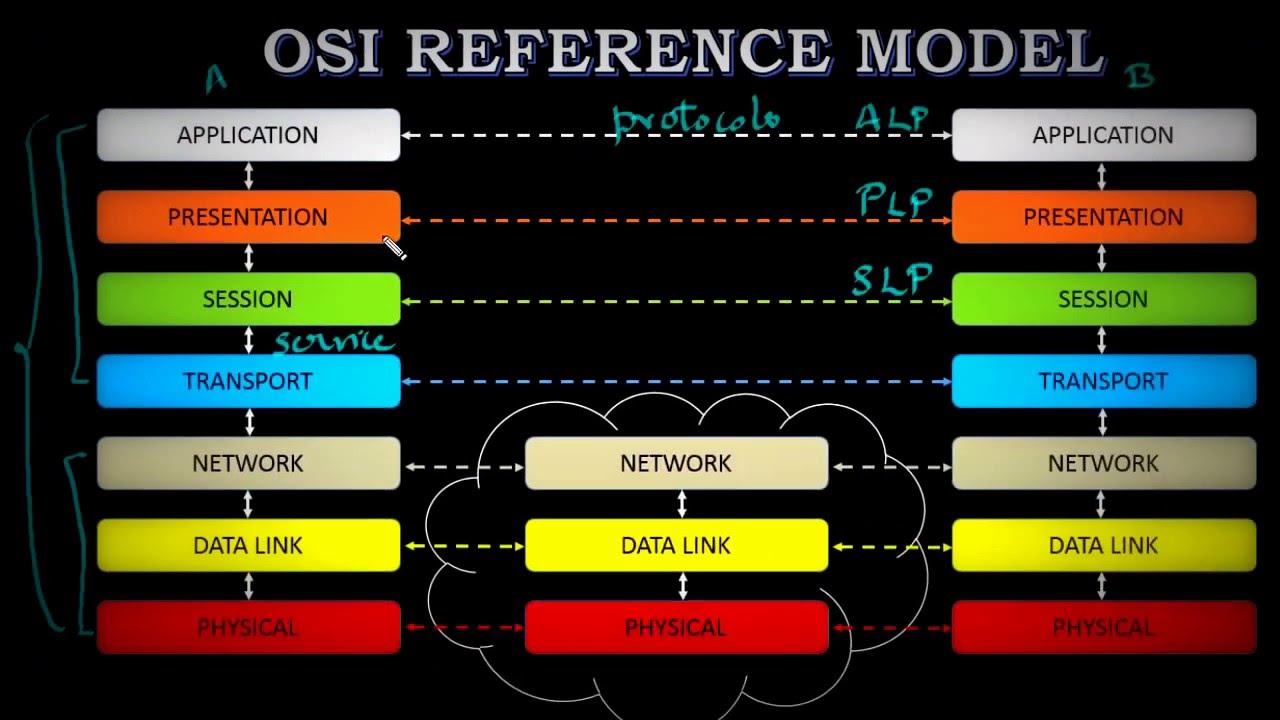 OSI REFERENCE MODEL
A B
APPLICATION protocols ALP APPLICATION
PRESENTATION PLP PRESENTATION
SESSION SLP SESSION
service
TRANSPORT TRANSPORT
NETWORK NETWORK NETWORK
DATA LINK DATA LINK DATA LINK
PHYSICAL PHYSICAL PHYSICAL